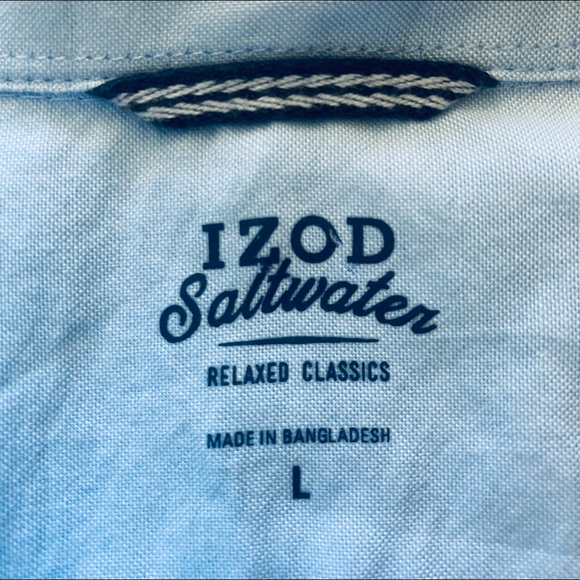 IZOD
Saltwater
RELAXED CLASSICS
MADE IN BANGLADESH
L